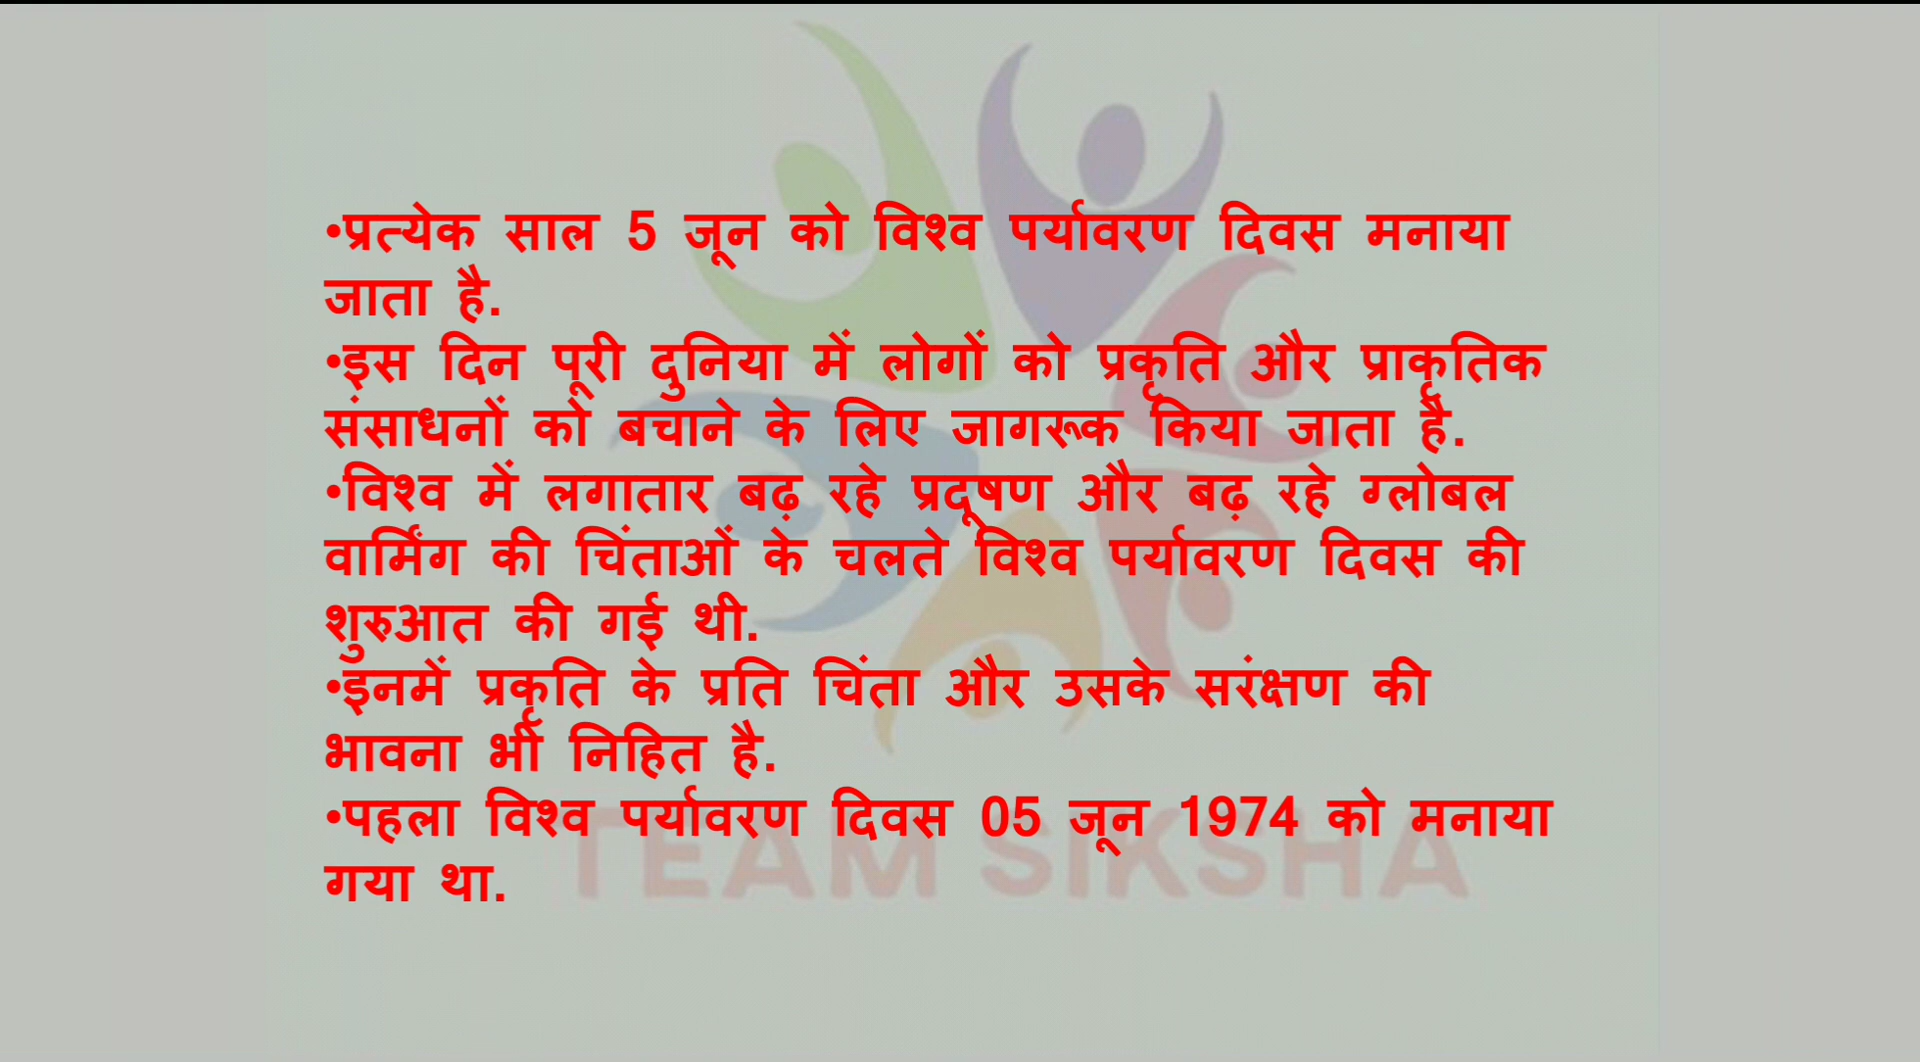 •प्रत्येक साल 5 जून को विश्व पर्यावरण दिवस मनाया
जाता है.
•इस दिन पूरी दुनिया में लोगों को प्रकृति और प्राकृतिक
संसाधनों को बचाने के लिए जागरूक किया जाता है.
•विश्व में लगातार बढ़ रहे प्रदूषण और बढ़ रहे ग्लोबल
वार्मिंग की चिंताओं के चलते विश्व पर्यावरण दिवस की
शुरुआत की गई थी.
•इनमें प्रकृति के प्रति चिंता और उसके सरंक्षण की
भावना भी निहित है.
•पहला विश्व पर्यावरण दिवस 05 जून 1974 को मनाया
गया था.
TEAM SIKSHA